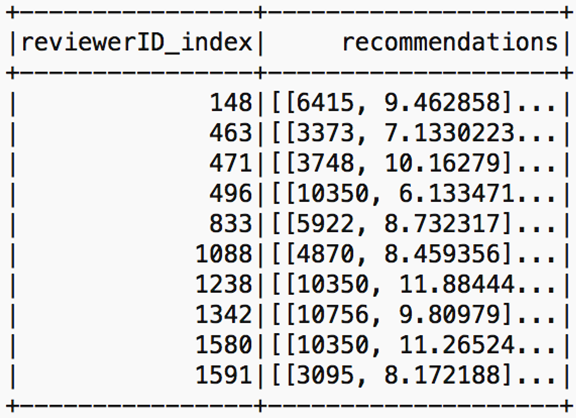 +----------------+--------------------+
|reviewerID_index|     recommendations|
+----------------+--------------------+
|             148|[[6415, 9.462858]...|
|             463|[[3373, 7.1330223...|
|             471|[[3748, 10.16279]...|
|             496|[[10350, 6.133471...|
|             833|[[5922, 8.732317]...|
|            1088|[[4870, 8.459356]...|
|            1238|[[10350, 11.88444...|
|            1342|[[10756, 9.80979]...|
|            1580|[[10350, 11.26524...|
|            1591|[[3095, 8.172188]...|
+----------------+--------------------+